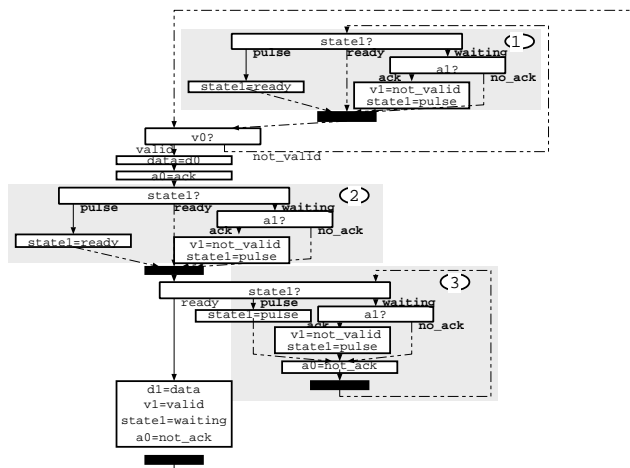 state1?
1
pulse
ready
waiting
a1?
ack
no_ack
state1=ready
v1=not_valid
state1=pulse
v0?
valid
not_valid
data=d0
a0=ack
state1?
2
pulse
ready
waiting
a1?
ack
no_ack
state1=ready
v1=not_valid
state1=pulse
3
state1?
ready
pulse
waiting
state1=pulse
a1?
ack
no_ack
v1=not_valid
state1=pulse
a0=not_ack
d1=data
v1=valid
state1=waiting
a0=not_ack